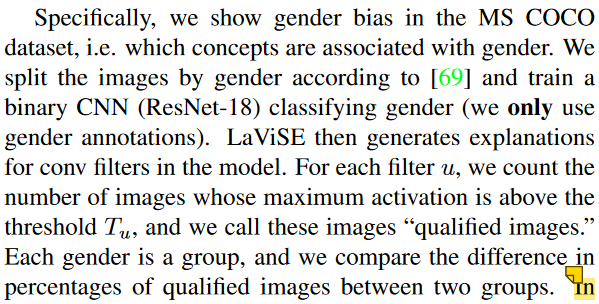 Specifically, we show gender bias in the MS COCO
dataset, i.e. which concepts are associated with gender. We
split the images by gender according to [69] and train a
binary CNN (ResNet-18) classifying gender (we only use
gender annotations). LaViSE then generates explanations
for conv filters in the model. For each filter u, we count the
number of images whose maximum activation is above the
threshold Tu, and we call these images “qualified images.”
Each gender is a group, and we compare the difference in
percentages of qualified images between two groups. In